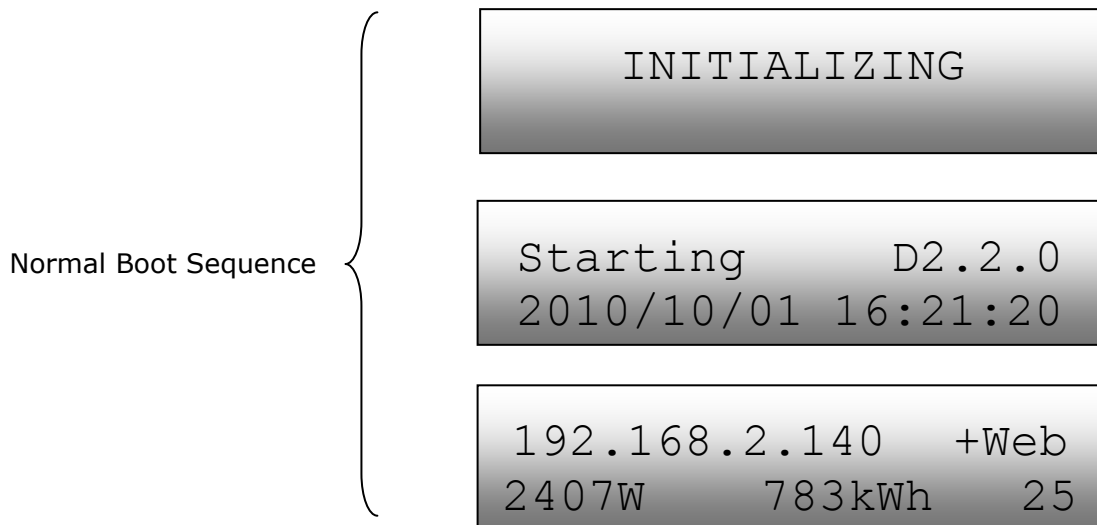 INITIALIZING
Normal Boot Sequence
Starting D2.2.0
2010/10/01 16:21:20
192.168.2.140 +Web
2407W 783kWh 25